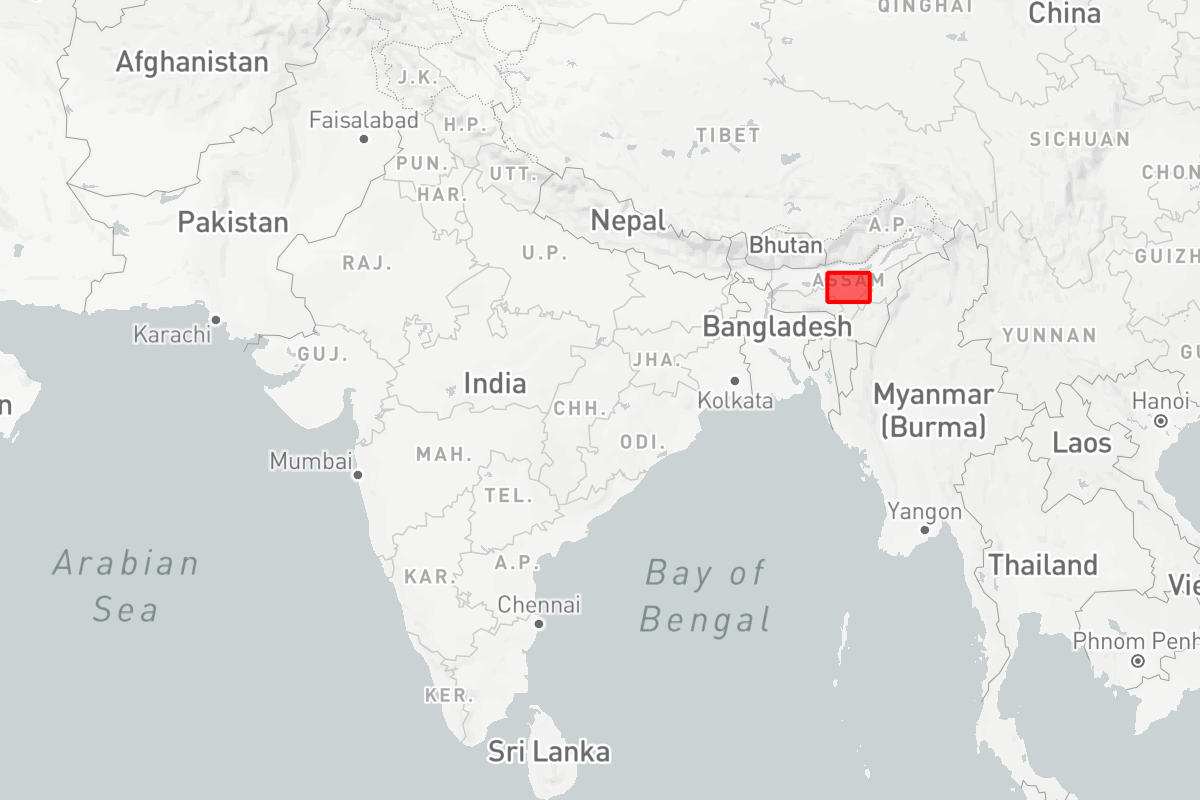 QINGHAI
China
Afghanistan
J.K.
Faisalabad
H.P.
TIBET
SICHUAN
PUN.
UTT.
CHON
HAR.
Pakistan
Nepal
A.P.
Bhutan
U.P.
RAJ.
GUIZH
ASSAM
Karachi
Bangladesh
YUNNAN
GUJ.
JHA.
GU
India
Myanmar
(Burma)
n
Kolkata
Hanoi
CHH.
ODI.
Laos
MAH.
Mumbai
TEL.
Yangon
Arabian
Sea
A.P.
KAR.
Bay of
Bengal
Thailand
Vie
Chennai
Phnom Penh
KER.
Sri Lanka